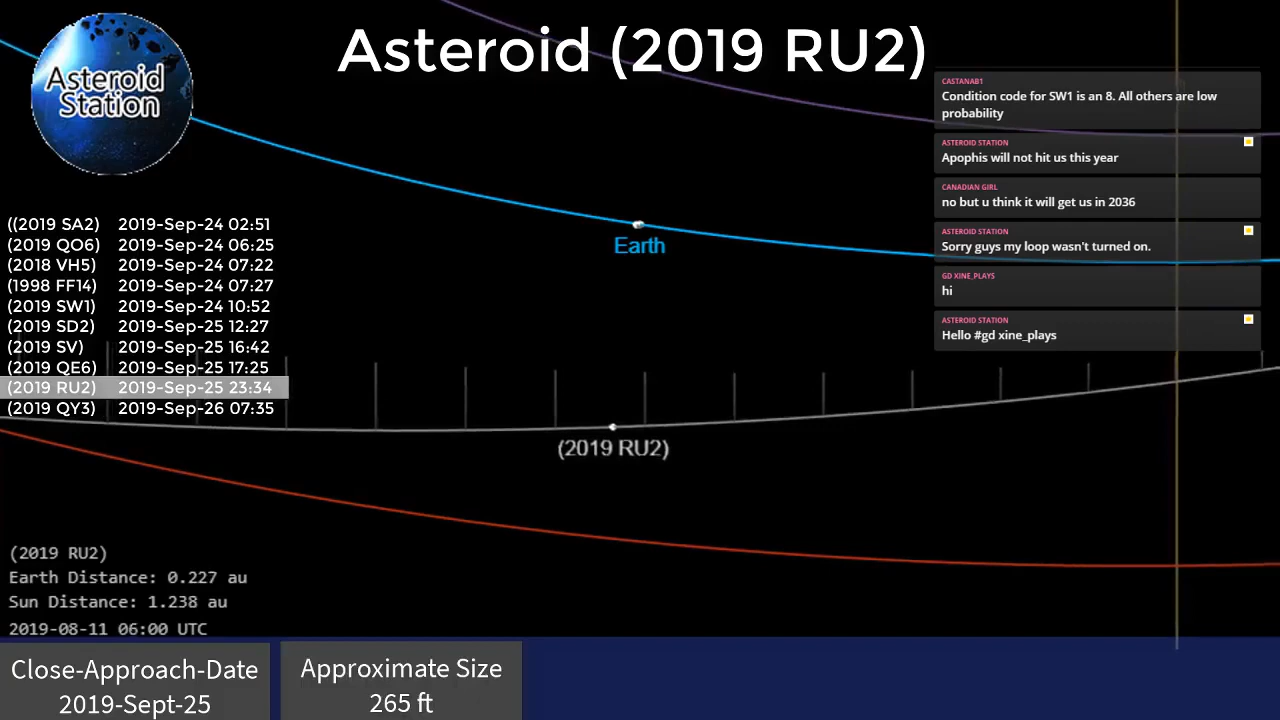 Asteroid (2019 RU2)
Asteroid
Station
CASTANAB1
Condition code for SW1 is an 8. All others are low
probability
ASTEROID STATION
Apophis will not hit us this year
CANADIAN GIRL
no but u think it will get us in 2036
ASTEROID STATION
Sorry guys my loop wasn't turned on.
GD XINE_PLAYS
hi
ASTEROID STATION
Hello #gd xine_plays
((2019 SA2) 2019-Sep-24 02:51
(2019 QO6) 2019-Sep-24 06:25
(2018 VH5) 2019-Sep-24 07:22
(1998 FF14) 2019-Sep-24 07:27
(2019 SW1) 2019-Sep-24 10:52
(2019 SD2) 2019-Sep-25 12:27
(2019 SV) 2019-Sep-25 16:42
(2019 QE6) 2019-Sep-25 17:25
(2019 RU2) 2019-Sep-25 23:34
(2019 QY3) 2019-Sep-26 07:35
Earth
(2019 RU2)
(2019 RU2)
Earth Distance: 0.227 au
Sun Distance: 1.238 au
2019-08-11 06:00 UTC
Close-Approach-Date
2019-Sept-25
Approximate Size
265 ft